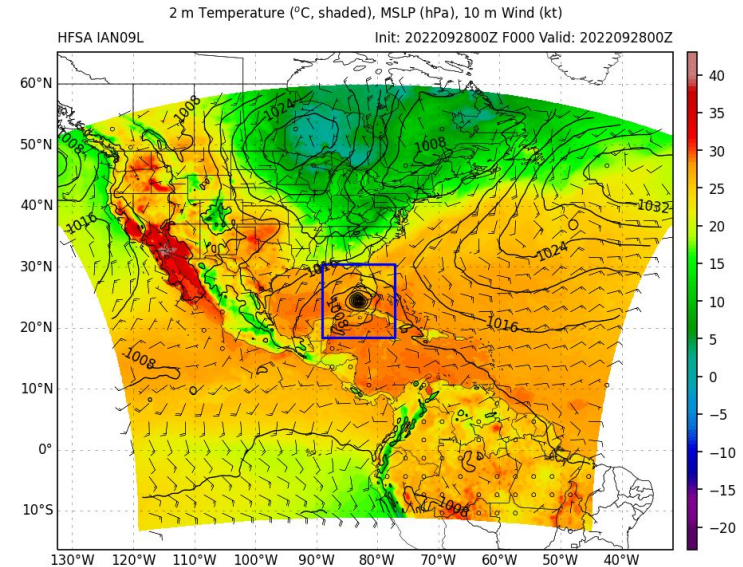 2 m Temperature (°C, shaded), MSLP (hPa), 10 m Wind (kt)
HFSA IAN09L Init: 2022092800Z F000 Valid: 2022092800Z
60°N
50°N
40°N
30°N
20°N
10°N
0°
10°S
130°W 120°W 110°W 100°W 90°W 80°W 70°W 60°W 50°W 40°W
40
35
30
25
20
15
10
5
0
−5
−10
−15
−20
1008
1024
1008
1008
1016
1032
1024
1016
1008
1016
1008
1008